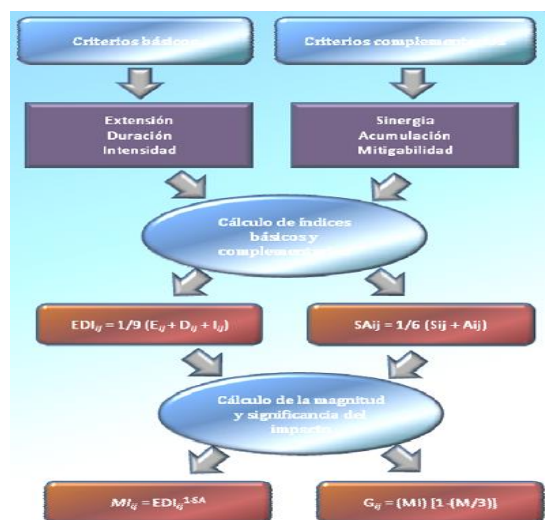 Criterios básicos
Criterios complementarios
Extensión
Duración
Intensidad
Sinergia
Acumulación
Mitigabilidad
Cálculo de índices
básicos y
EDIij = 1/9 (Eij + Dij + Iij)
SAij = 1/6 (Sij + Aij)
Cálculo de la magnitud
y significancia del
impacto
MIij = EDIij^1-SA
Gij = (MI) [1-(M/3)]